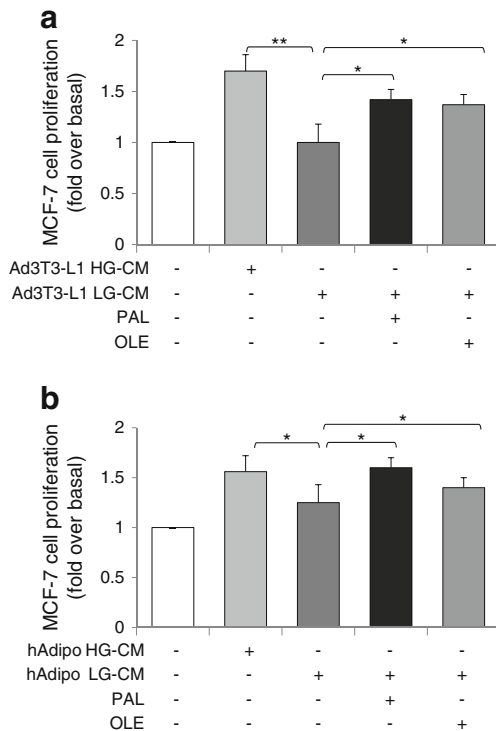 a
MCF-7 cell proliferation
(fold over basal)
2
1.5
1
0.5
0
**
*
*
Ad3T3-L1 HG-CM - + - - -
Ad3T3-L1 LG-CM - - + + +
PAL - - - + -
OLE - - - - +
b
MCF-7 cell proliferation
(fold over basal)
2
1.5
1
0.5
0
*
*
*
hAdipo HG-CM - + - - -
hAdipo LG-CM - - + + +
PAL - - - + -
OLE - - - - +